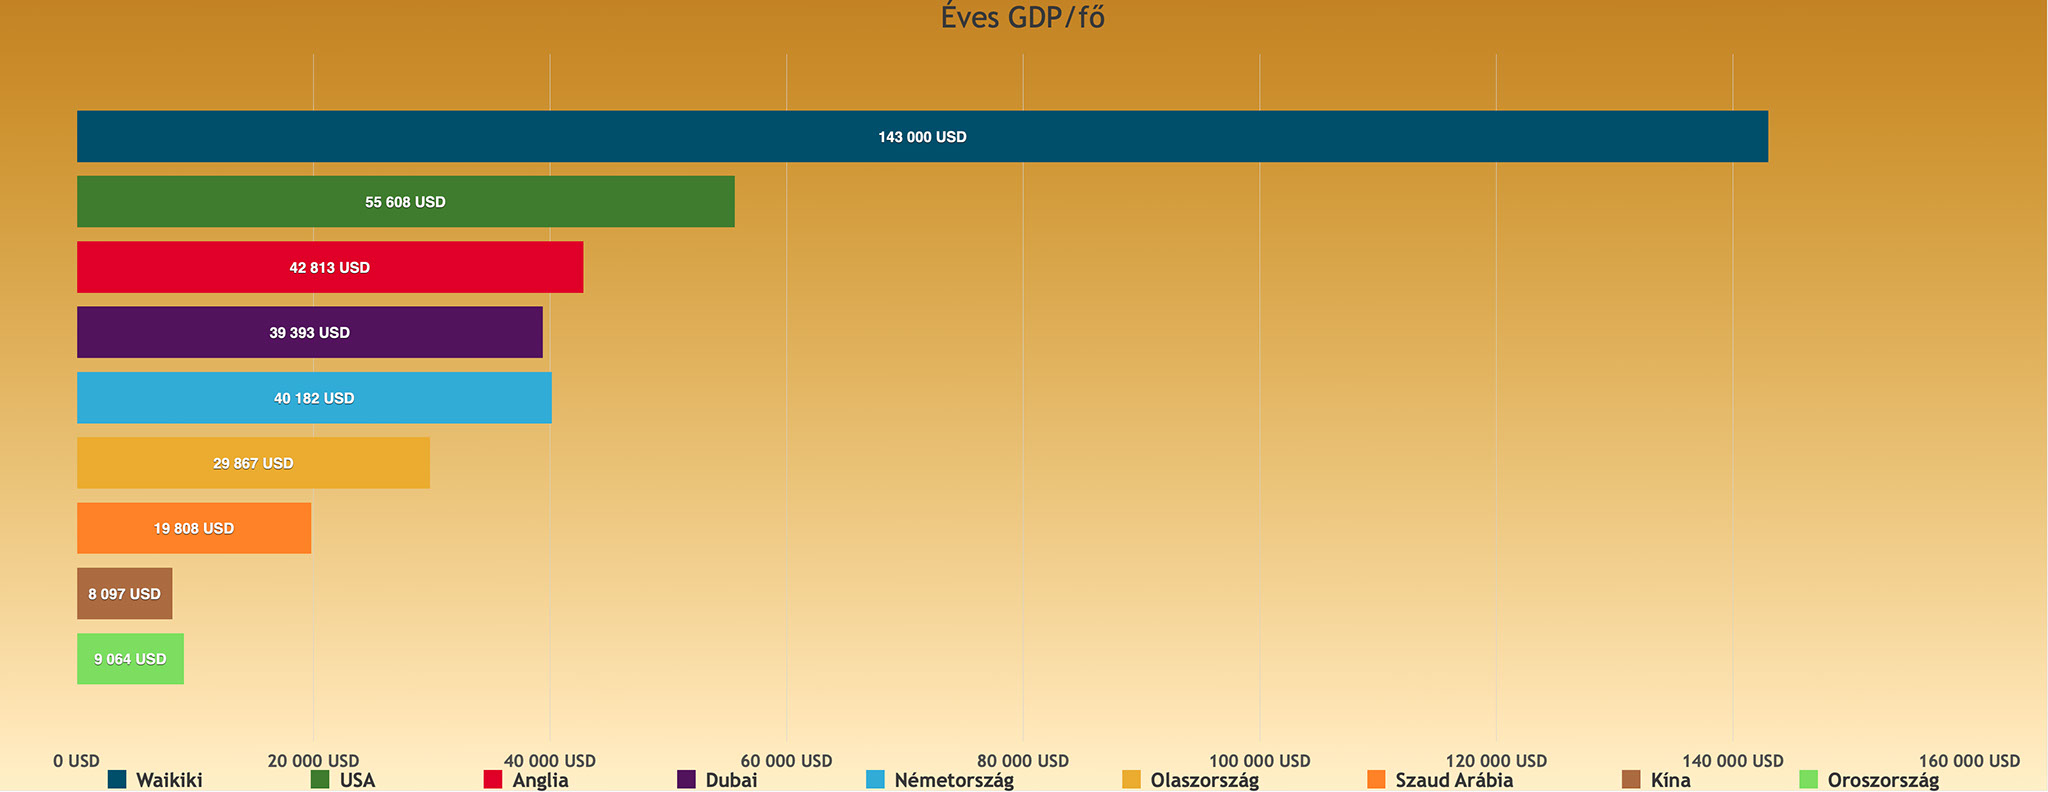 Éves GDP/fő
143 000 USD
55 608 USD
42 813 USD
39 393 USD
40 182 USD
29 867 USD
19 808 USD
8 097 USD
9 064 USD
0 USD 20 000 USD 40 000 USD 60 000 USD 80 000 USD 100 000 USD 120 000 USD 140 000 USD 160 000 USD
Waikiki USA Anglia Dubai Németország Olaszország Szaud Arábia Kína Oroszország